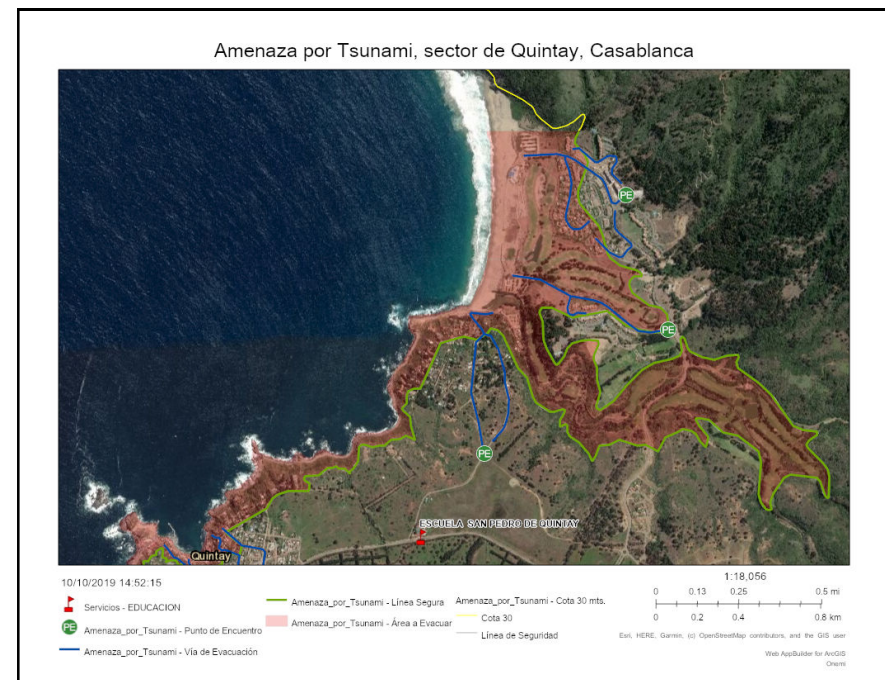 Amenaza por Tsunami, sector de Quintay, Casablanca
PE
PE
PE
ESCUELA SAN PEDRO DE QUINTAY
Quintay
10/10/2019 14:52:15
1:18,056
Servicios - EDUCACION
PE
Amenaza_por_Tsunami - Punto de Encuentro
Amenaza_por_Tsunami - Vía de Evacuación
Amenaza_por_Tsunami - Línea Segura
Amenaza_por_Tsunami - Área a Evacuar
Amenaza_por_Tsunami - Cota 30 mts.
Cota 30
Línea de Seguridad
0 0.13 0.25 0.5 mi
0 0.2 0.4 0.8 km
Esri, HERE, Garmin, (c) OpenStreetMap contributors, and the GIS user
Web AppBuilder for ArcGIS
Onemi